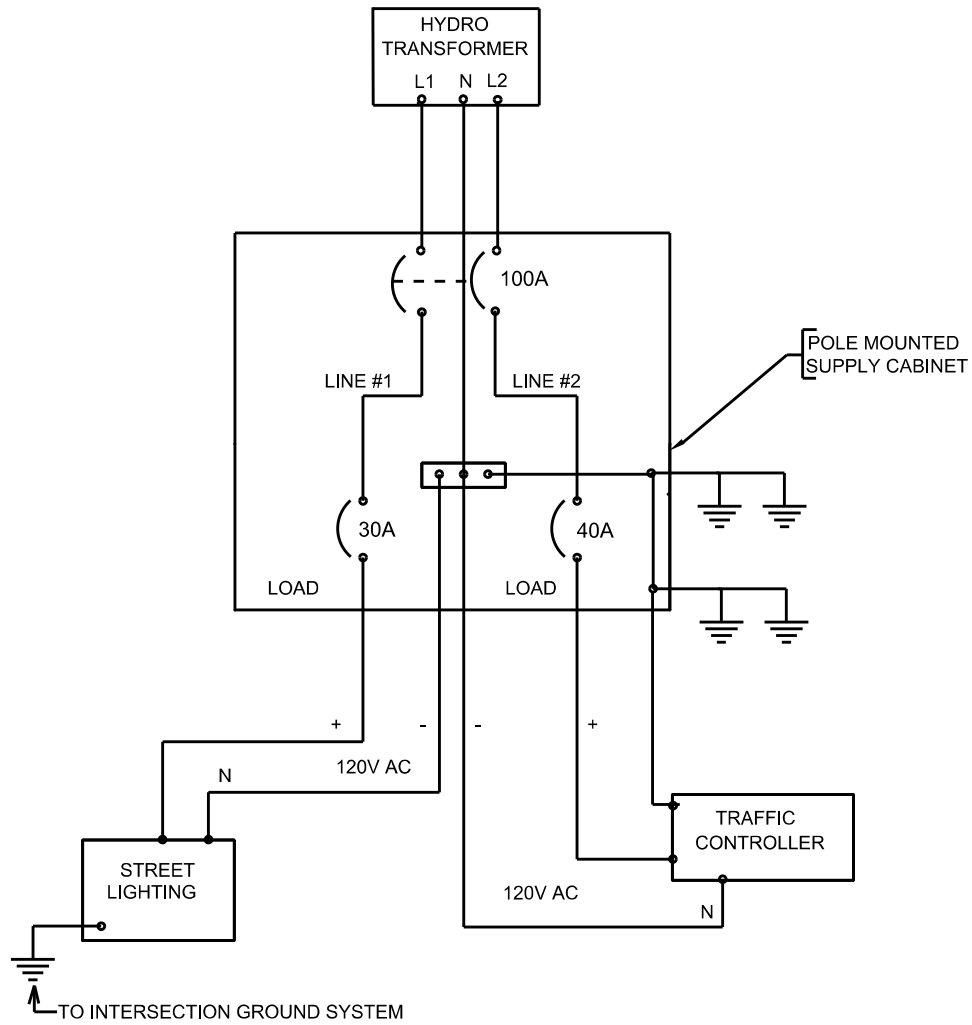 HYDRO
TRANSFORMER
L1 N L2
100A
POLE MOUNTED
SUPPLY CABINET
LINE #1 LINE #2
30A 40A
LOAD LOAD
+ - - +
120V AC
N
TRAFFIC
CONTROLLER
STREET
LIGHTING
120V AC
N
TO INTERSECTION GROUND SYSTEM